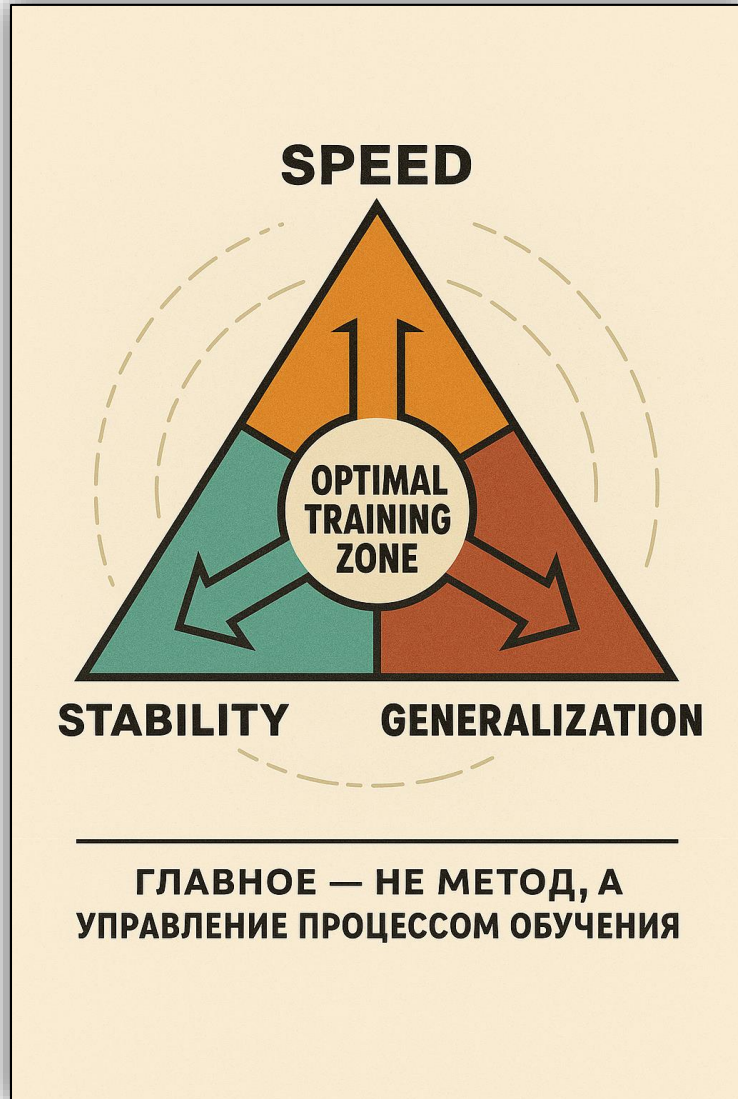 SPEED
OPTIMAL
TRAINING
ZONE
STABILITY
GENERALIZATION
ГЛАВНОЕ — НЕ МЕТОД, А
УПРАВЛЕНИЕ ПРОЦЕССОМ ОБУЧЕНИЯ